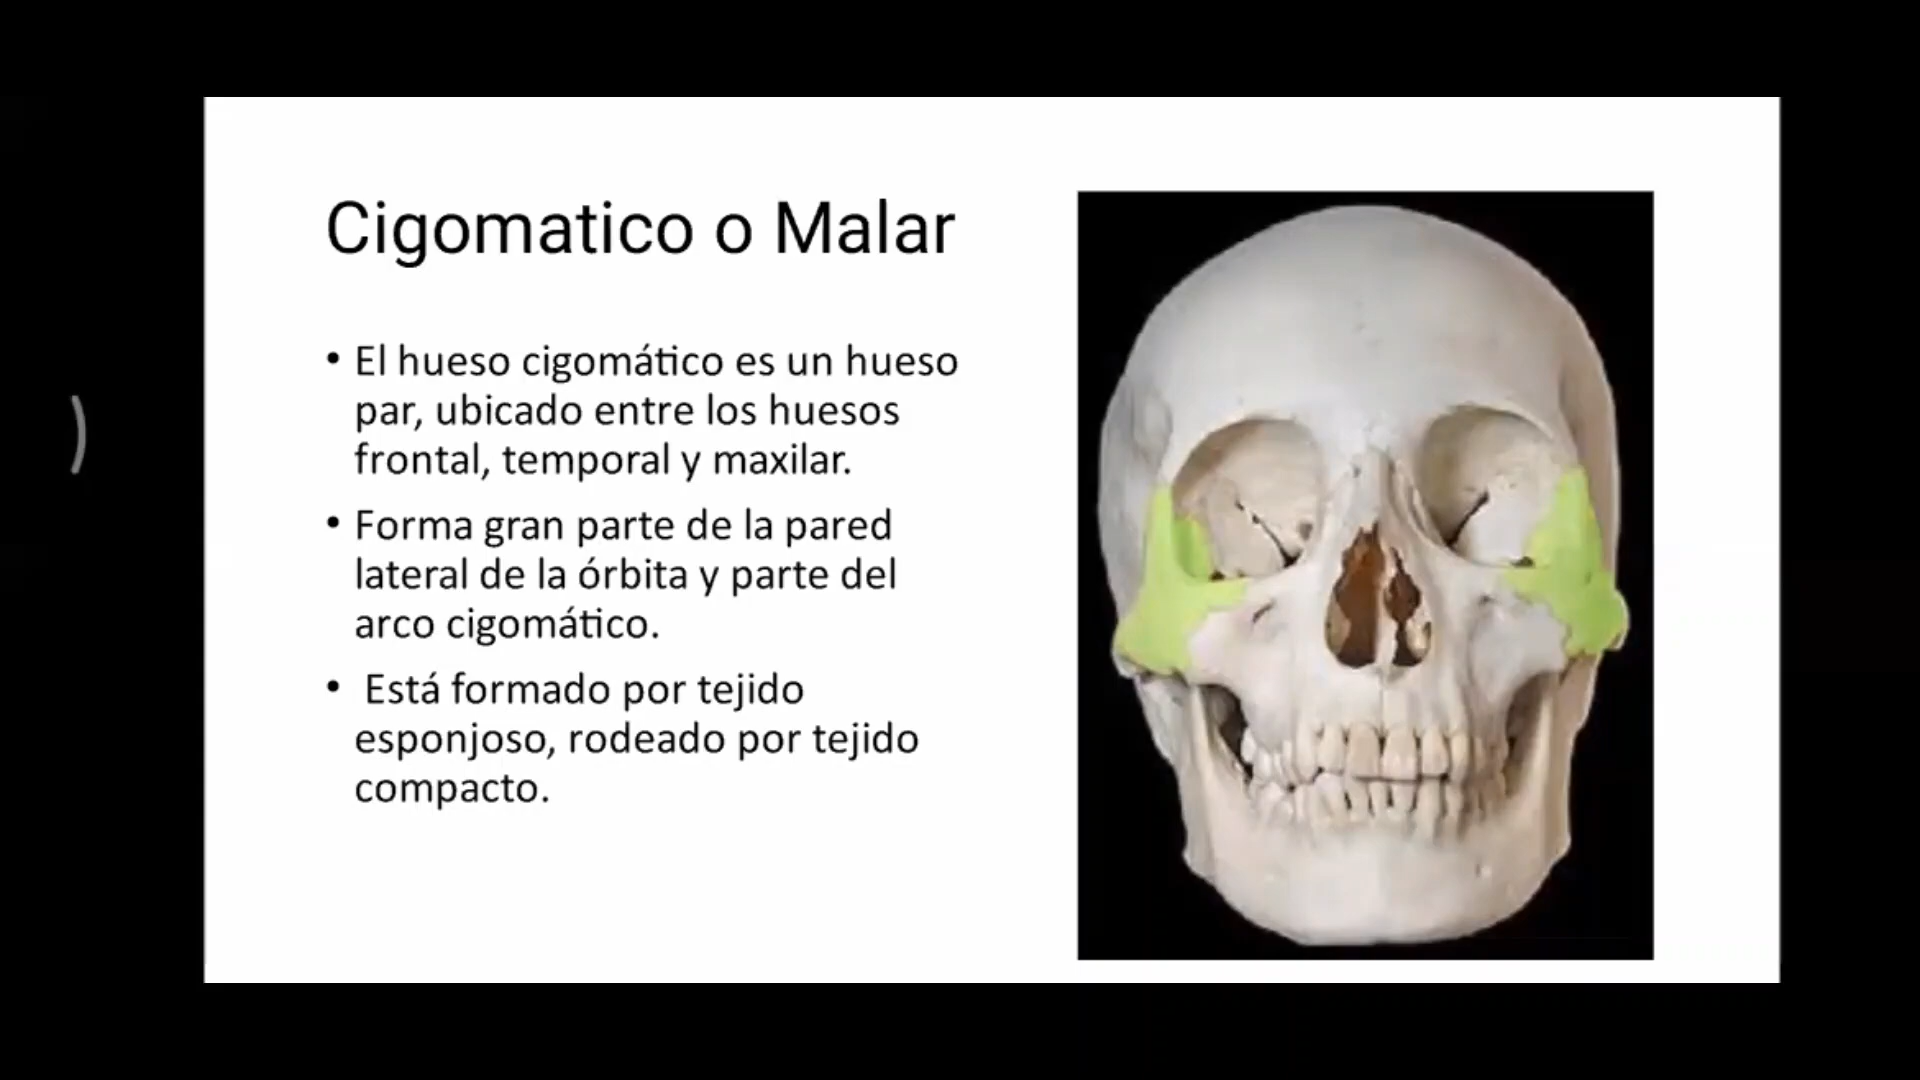 Cigomatico o Malar
• El hueso cigomático es un hueso
par, ubicado entre los huesos
frontal, temporal y maxilar.
• Forma gran parte de la pared
lateral de la órbita y parte del
arco cigomático.
• Está formado por tejido
esponjoso, rodeado por tejido
compacto.